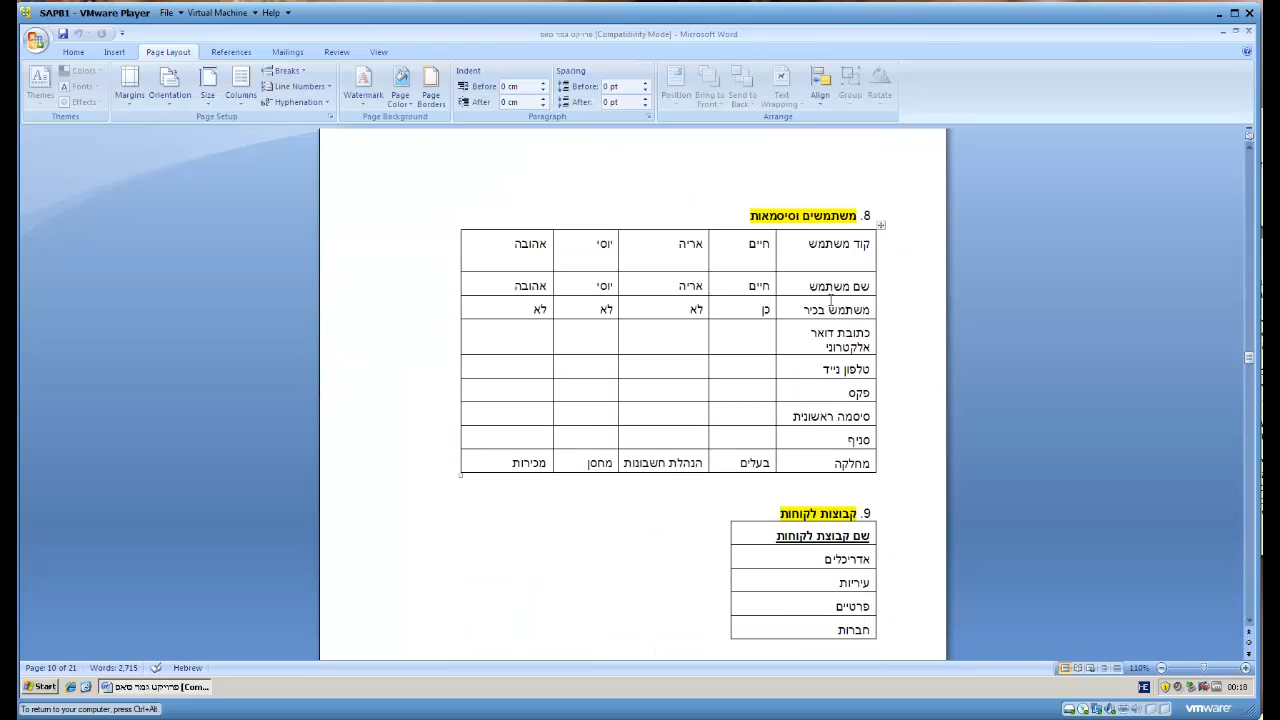 SAPB1 - VMware Player File Virtual Machine Help
פרוייקט גמר סאפ [Compatibility Mode] - Microsoft Word
Home Insert Page Layout References Mailings Review View
Themes Colors Fonts Effects
Themes
Margins Orientation Size Columns Breaks Line Numbers Hyphenation
Page Setup
Watermark Page Color Page Borders
Page Background
Indent Spacing
Before: 0 cm Before: 0 pt
After: 0 cm After: 0 pt
Paragraph
Position Bring to Front Send to Back Text Wrapping Align Group Rotate
Arrange
8. משתמשים וסיסמאות
קוד משתמש חיים אריה יוסי אהובה
שם משתמש חיים אריה יוסי אהובה
משתמש בכיר כן לא לא לא
כתובת דואר
אלקטרוני
טלפון נייד
פקס
סיסמה ראשונית
סניף
מחלקה בעלים הנהלת חשבונות מחסן מכירות
9. קבוצות לקוחות
שם קבוצת לקוחות
אדריכלים
עיריות
פרטיים
חברות
Page: 10 of 21 Words: 2,715 Hebrew 110%
Start פרוייקט גמר סאפ [Com... HE 00:18
To return to your computer, press Ctrl+Alt. vmware